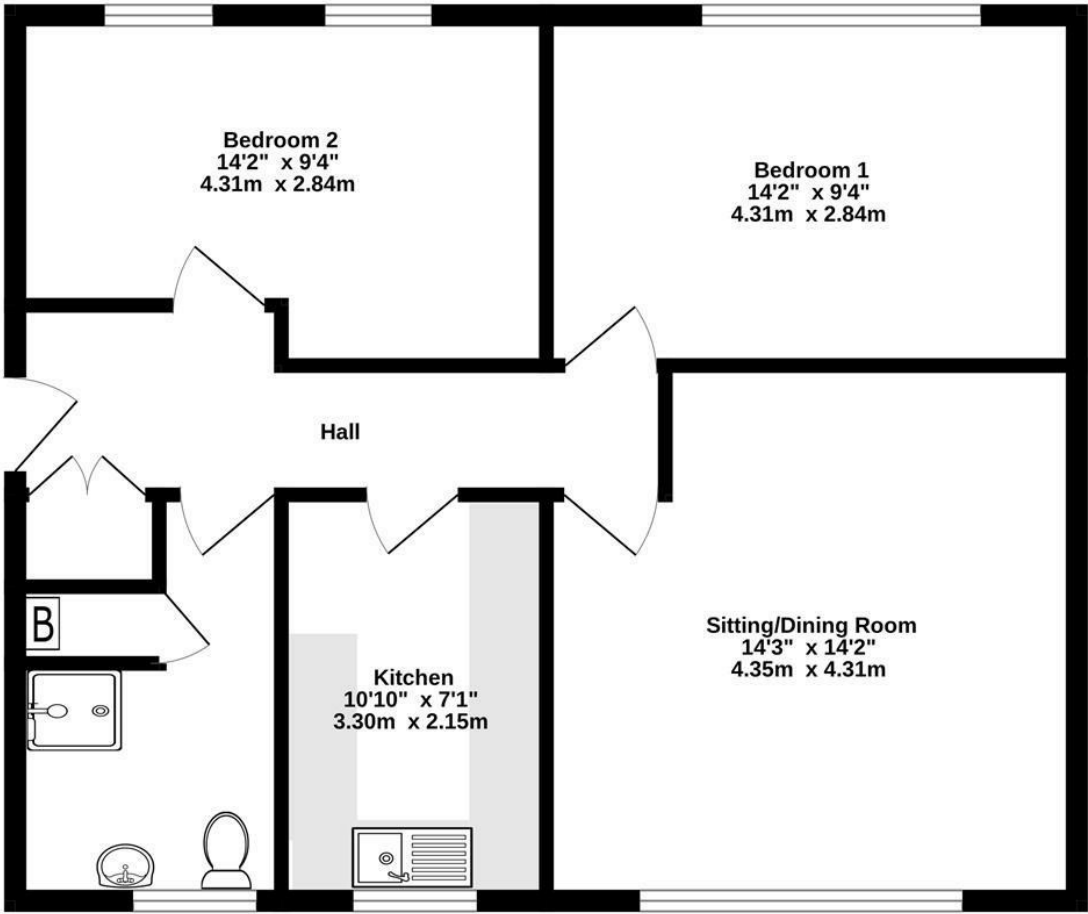 Bedroom 2
14'2" x 9'4"
4.31m x 2.84m
Bedroom 1
14'2" x 9'4"
4.31m x 2.84m
Hall
B
Kitchen
10'10" x 7'1"
3.30m x 2.15m
Sitting/Dining Room
14'3" x 14'2"
4.35m x 4.31m